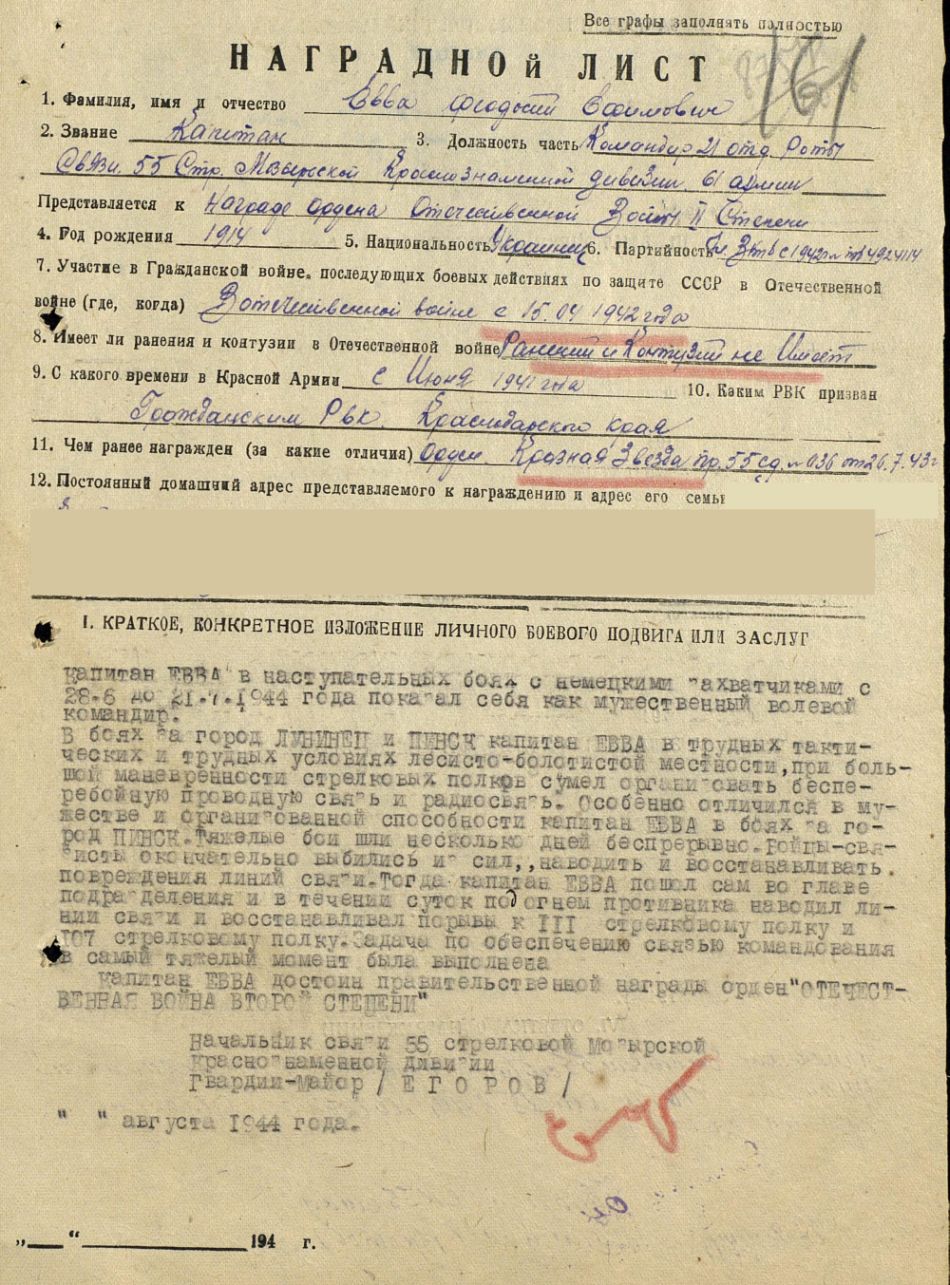 Все графы заполнять полностью
161
НАГРАДНОЙ ЛИСТ
1. Фамилия, имя и отчество Евва Феодосий Ефимович
2. Звание Капитан 3. Должность часть Командир 21 отд. Роты
Связи 55 Стр. Мозырской Краснознаменной дивизии 61 армии
Представляется к Награде ордена Отечественной Войны II Степени
4. Год рождения 1914 5. Национальность Украинец 6. Партийность с 1942 4924114
7. Участие в Гражданской войне, последующих боевых действиях по защите СССР в Отечественной
войне (где, когда) В отечественной войне с 15.04 1942 года
8. Имеет ли ранения и контузии в Отечественной войне Ранений и Контузий не Имеет
9. С какого времени в Красной Армии с Июня 1941 года 10. Каким РВК призван
Гражданским Рвк. Краснодарского края
11. Чем ранее награжден (за какие отличия) Орден. Красная Звезда пр. 55 сд. № 036 от 26.7.43г
12. Постоянный домашний адрес представляемого к награждению и адрес его семьи
I. КРАТКОЕ, КОНКРЕТНОЕ ИЗЛОЖЕНИЕ ЛИЧНОГО БОЕВОГО ПОДВИГА ИЛИ ЗАСЛУГ
Капитан ЕВВА в наступательных боях с немецкими захватчиками с
28.6 до 21.7.1944 года показал себя как мужественный волевой
командир.
В боях за город ЛУНИНЕЦ и ПИНСК капитан ЕВВА в трудных такти-
ческих и трудных условиях лесисто-болотистой местности,при боль-
шой маневренности стрелковых полков сумел организовать беспе-
ребойную проводную связь и радиосвязь. Особенно отличился в му-
жестве и организованной способности капитан ЕВВА в боях за го-
род ПИНСК.Тяжелые бои шли несколько дней беспрерывно.Бойцы-свя-
зисты окончательно выбились из сил,,наводить и восстанавливать
повреждения линий связи.Тогда капитан ЕВВА пошол сам во главе
подразделения и в течении суток под огнем противника наводил ли-
нии связи и восстанавливал порывы к III стрелковому полку и
107 стрелковому полку.Задача по обеспечению связью командования
в самый тяжелый момент была выполнена
Капитан ЕВВА достоин правительственной награды орден"ОТЕЧЕСТ-
ВЕННАЯ ВОЙНА ВТОРОЙ СТЕПЕНИ"
Начальник связи 55 стрелковой Мозырской
Краснознаменной дивизии
Гвардии-Майор / ЕГОРОВ /
" " августа 1944 года.
„___“ ____________ 194 г.